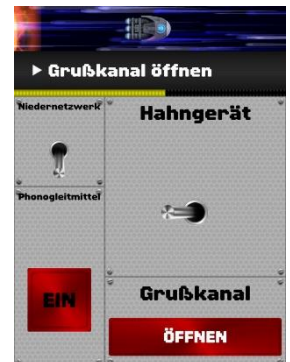 ▶ Grußkanal öffnen
Niedernetzwerk
Hahngerät
Phonogleitmittel
EIN
Grußkanal
ÖFFNEN